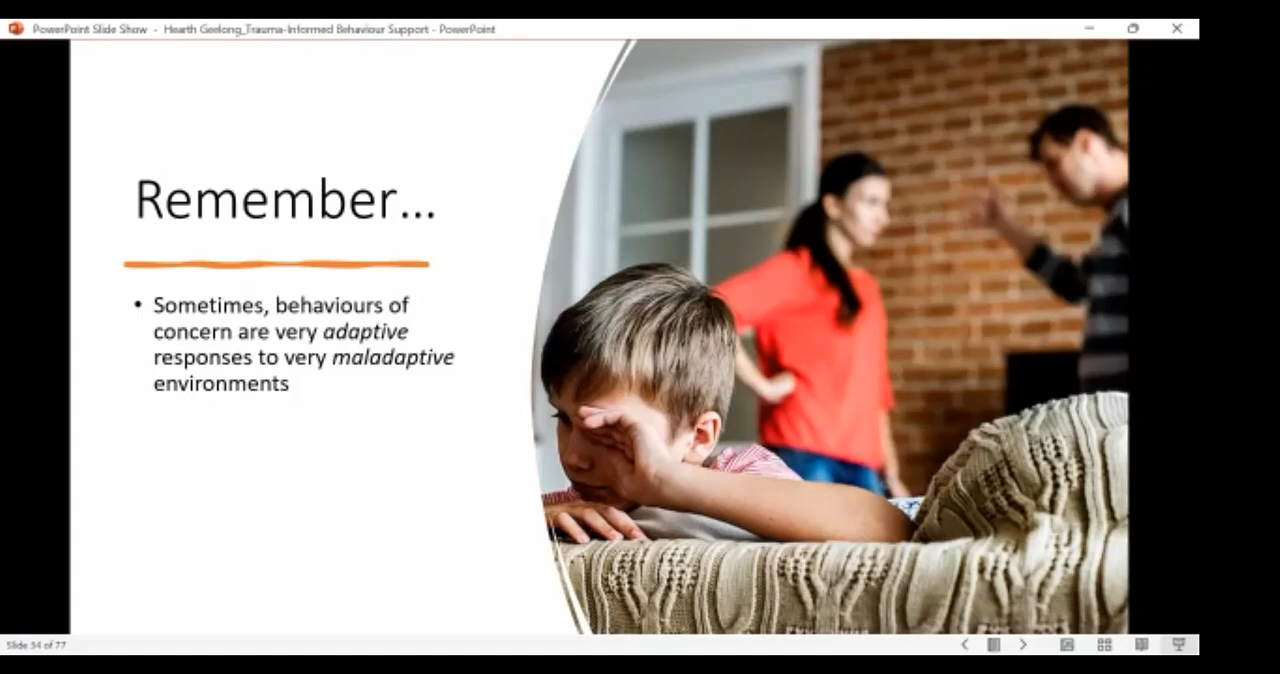 PowerPoint Slide Show - Hearth Geelong_Trauma-Informed Behaviour Support - PowerPoint
Remember...
• Sometimes, behaviours of
concern are very adaptive
responses to very maladaptive
environments
Slide 34 of 77